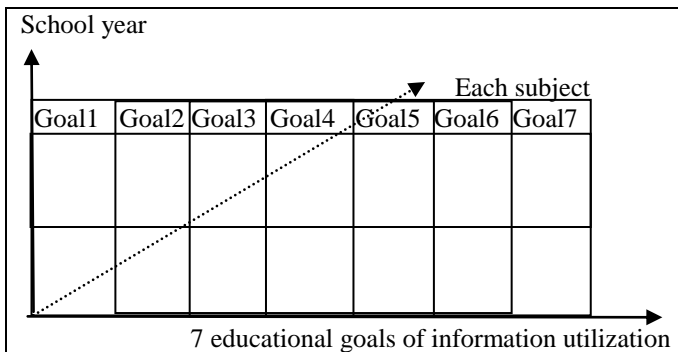 School year
Each subject
Goal1 Goal2 Goal3 Goal4 Goal5 Goal6 Goal7
7 educational goals of information utilization